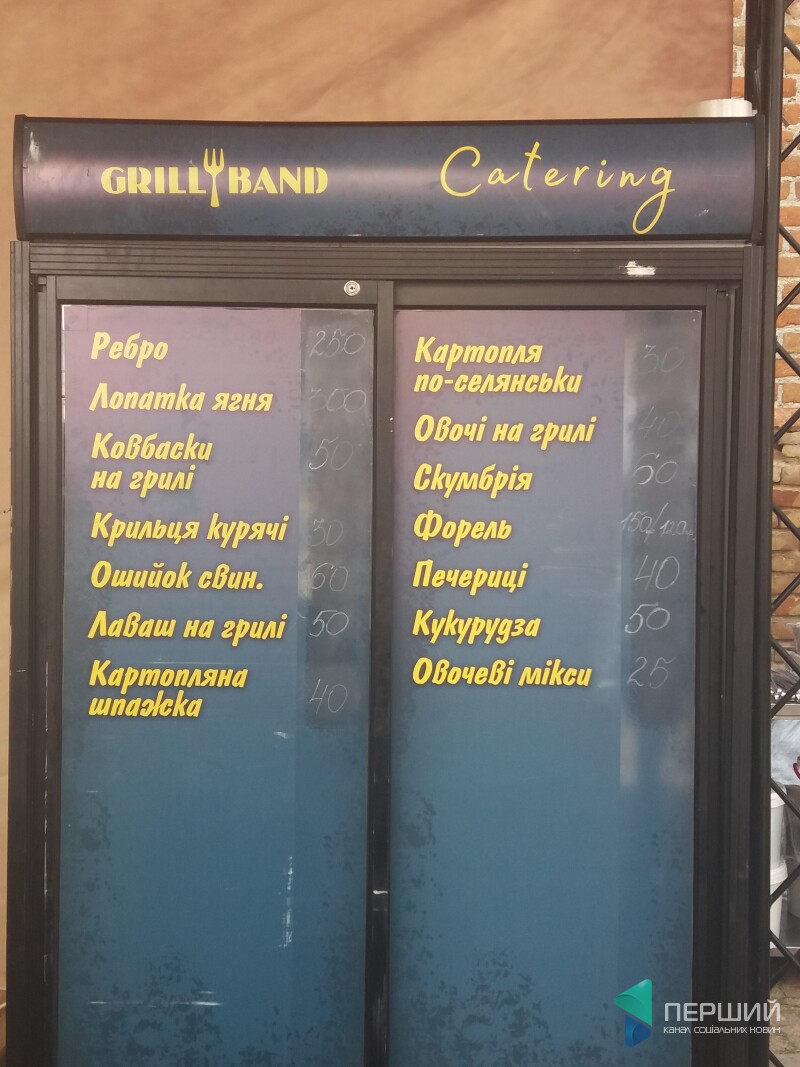 GRILL BAND Catering
Ребро 250
Лопатка ягня 300
Ковбаски
на грилі 50
Крильця курячі 30
Ошийок свин. 60
Лаваш на грилі 50
Картопляна
шпажка 40
Картопля
по-селянськи 30
Овочі на грилі 40
Скумбрія 60
Форель
Печериці 40
Кукурудза 50
Овочеві мікси 25
ПЕРШИЙ
КАНАЛ СОЦІАЛЬНИХ НОВИН